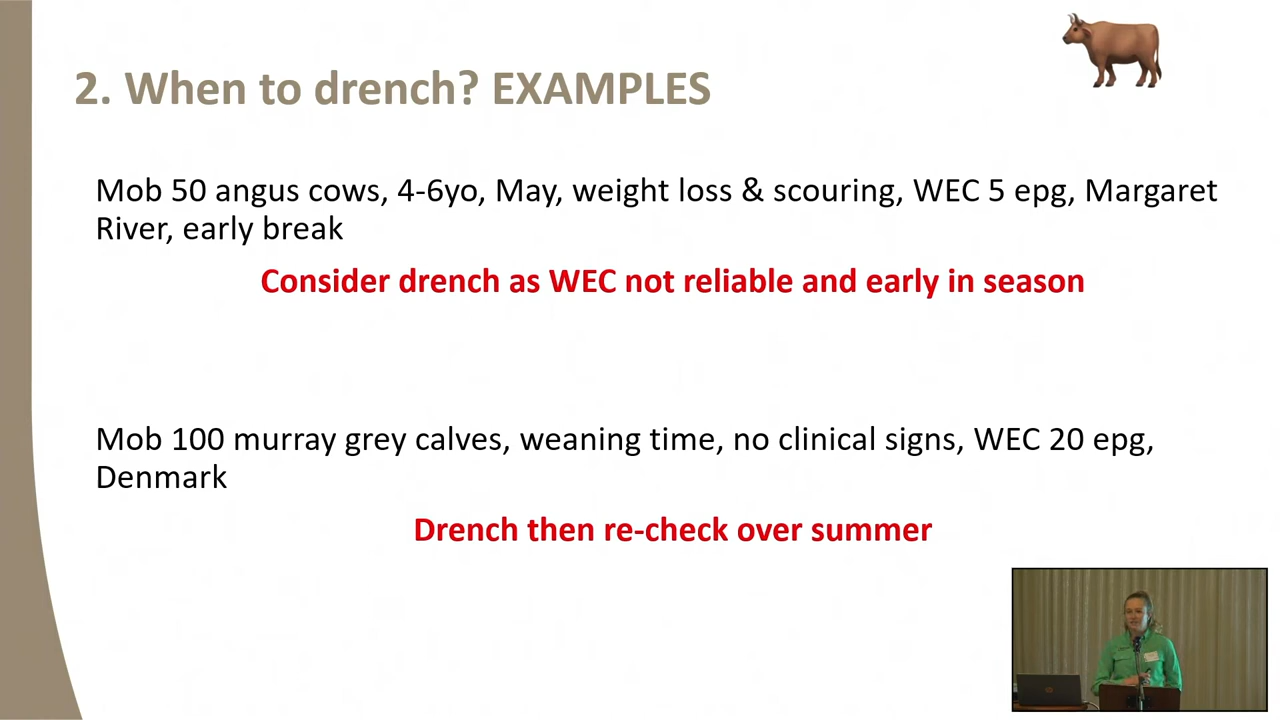 2. When to drench? EXAMPLES
Mob 50 angus cows, 4-6yo, May, weight loss & scouring, WEC 5 epg, Margaret
River, early break
Consider drench as WEC not reliable and early in season
Mob 100 murray grey calves, weaning time, no clinical signs, WEC 20 epg,
Denmark
Drench then re-check over summer